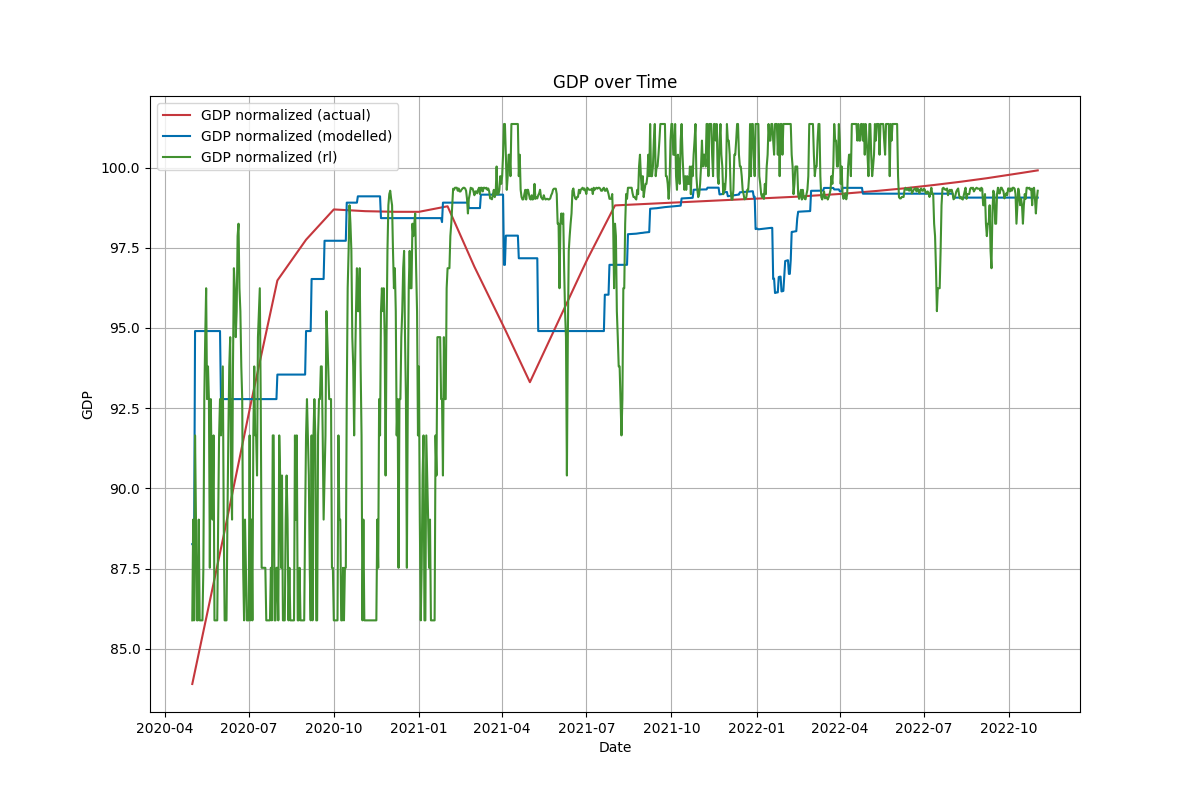 GDP over Time
GDP normalized (actual)
GDP normalized (modelled)
GDP normalized (rl)
100.0
97.5
95.0
92.5
90.0
87.5
85.0
GDP
2020-04 2020-07 2020-10 2021-01 2021-04 2021-07 2021-10 2022-01 2022-04 2022-07 2022-10
Date